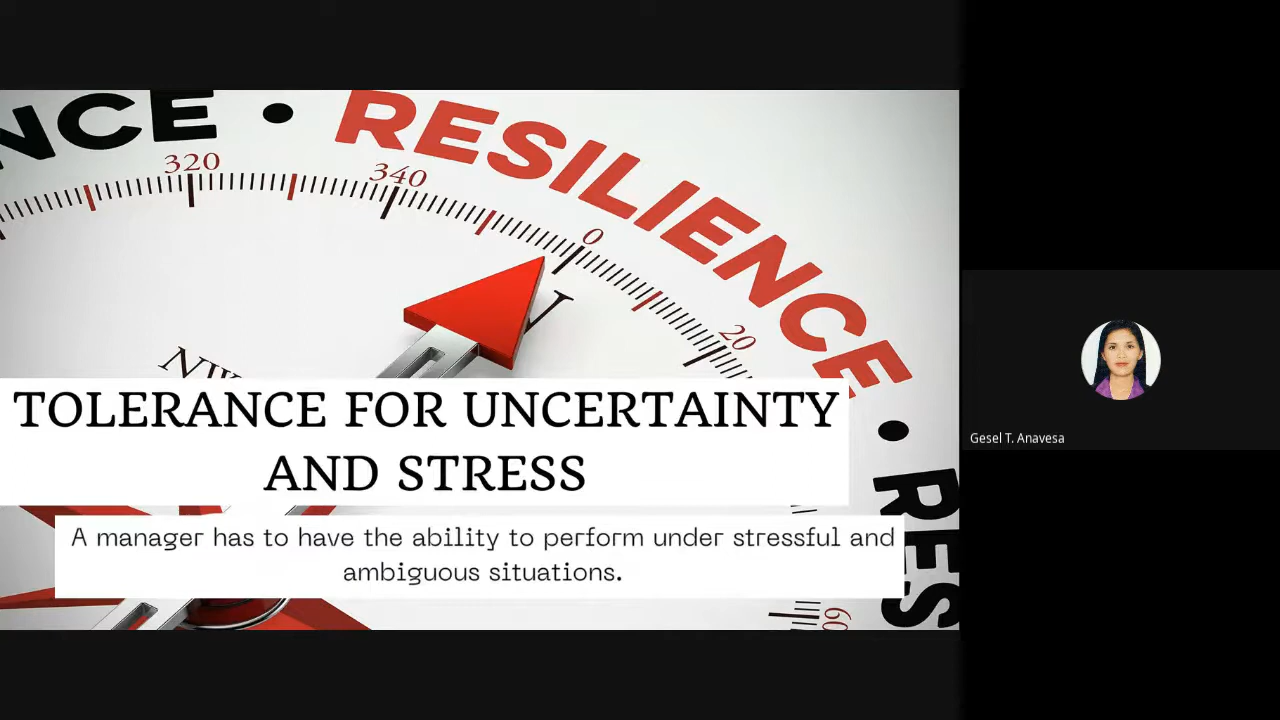 NCE • RESILIENCE •
320
340
0
20
N
NW
TOLERANCE FOR UNCERTAINTY
AND STRESS
A manager has to have the ability to perform under stressful and
ambiguous situations.
RES
60
Gesel T. Anavesa